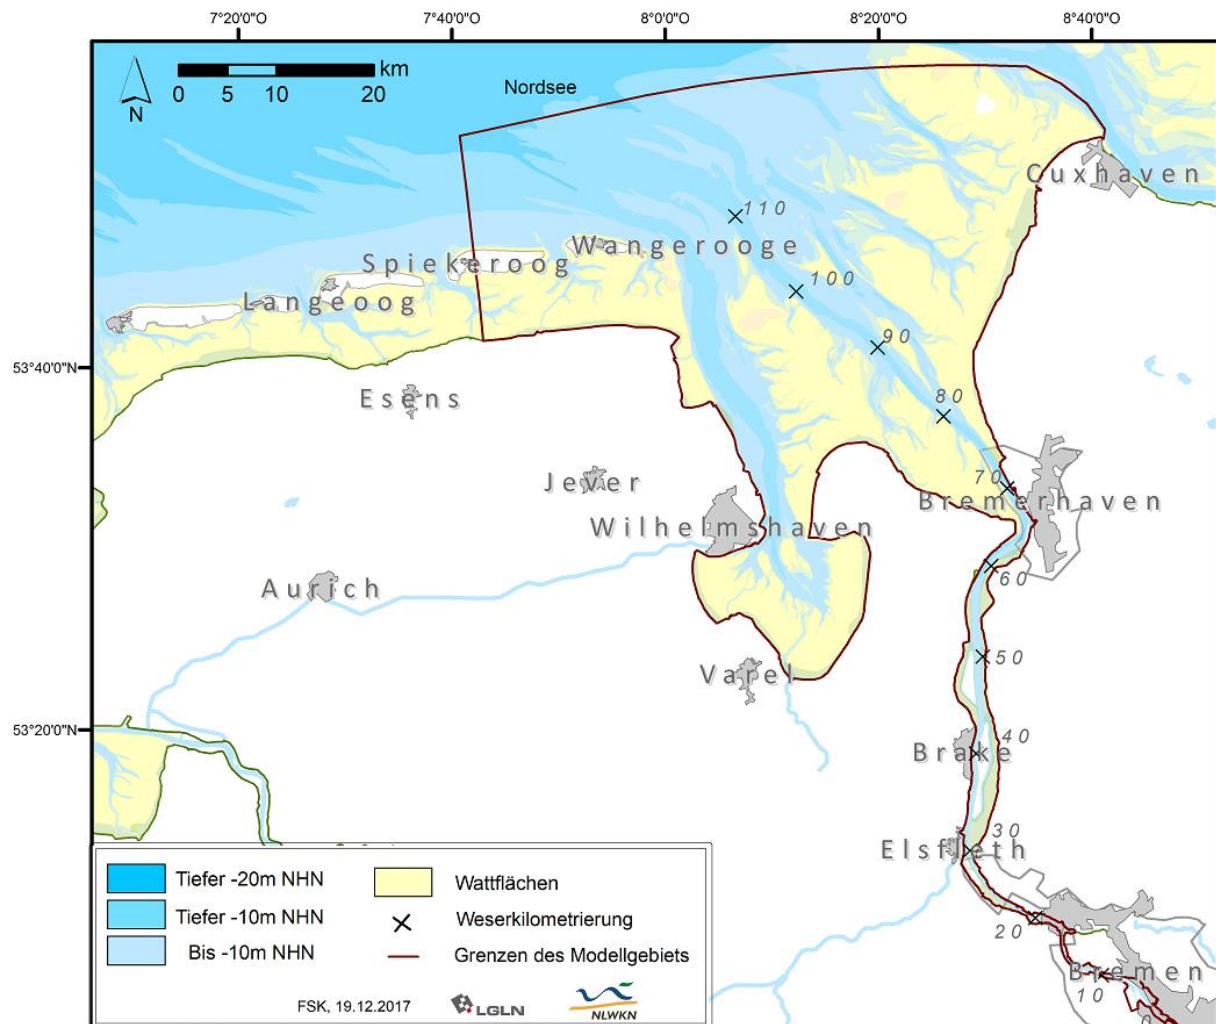 7°20'0"O 7°40'0"O 8°0'0"O 8°20'0"O 8°40'0"O
km
0 5 10 20
N
Nordsee
Cuxhaven
110
Wangerooge
Spiekeroog
100
Langeoog
90
53°40'0"N
80
Esens
70
Jever
Bremerhaven
Wilhelmshaven
60
Aurich
50
Varel
53°20'0"N
40
Brake
30
Elsfleth
20
Bremen
10
0
Tiefer -20m NHN
Tiefer -10m NHN
Bis -10m NHN
Wattflächen
Weserkilometrierung
Grenzen des Modellgebiets
FSK, 19.12.2017
LGLN
NLWKN